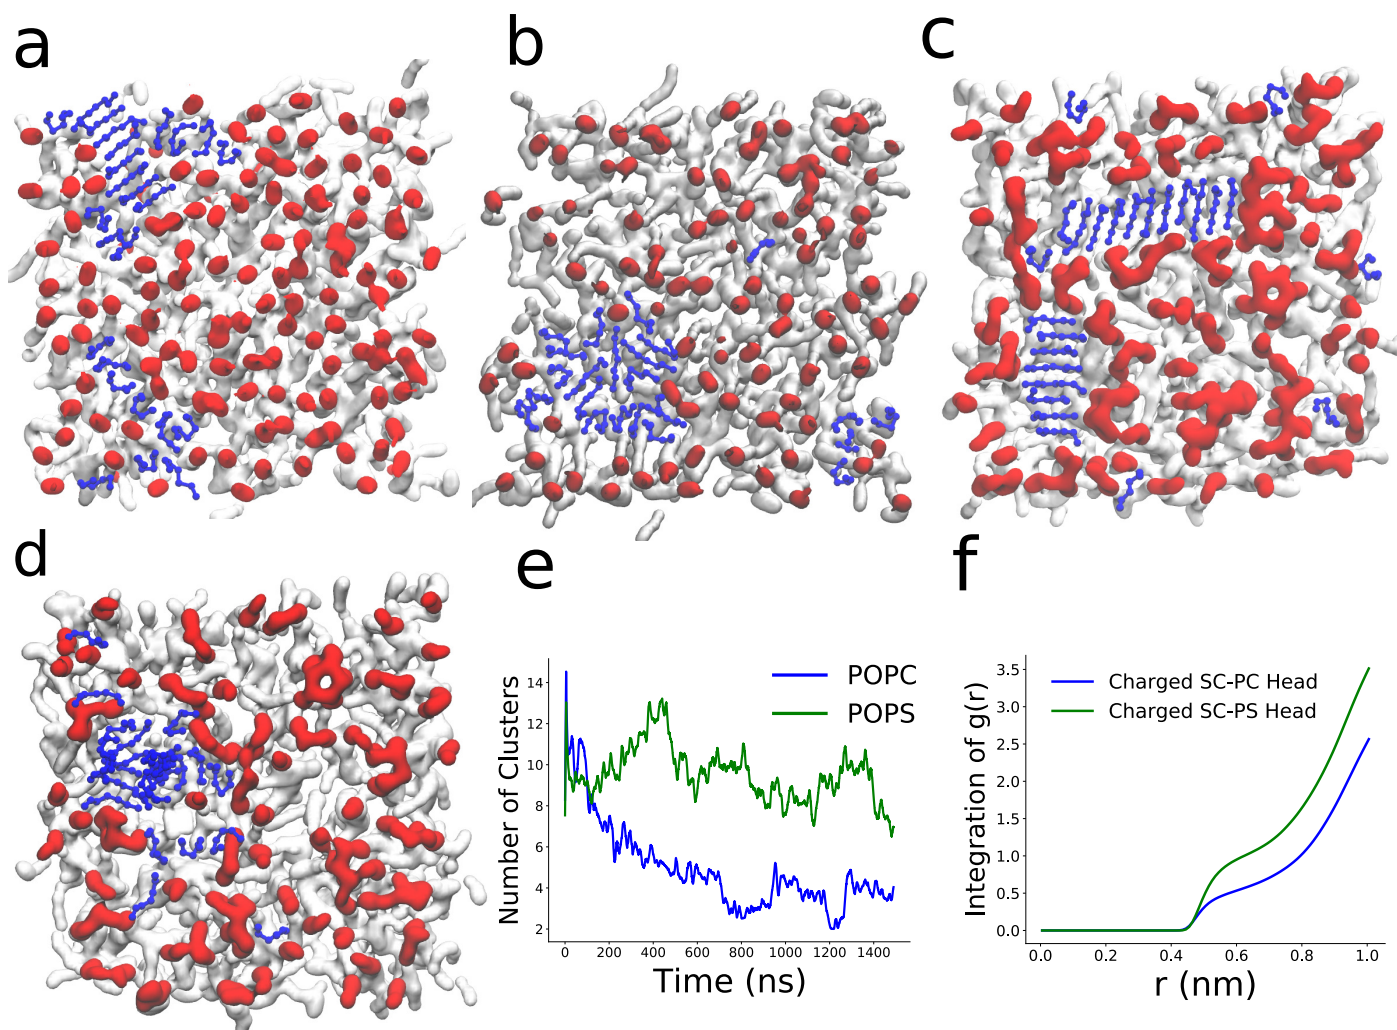 a
b
c
d
e
Number of Clusters
14
12
10
8
6
4
2
POPC
POPS
0
200
400
600
800
1000
1200
1400
Time (ns)
f
Integration of g(r)
3.5
3.0
2.5
2.0
1.5
1.0
0.5
0.0
Charged SC-PC Head
Charged SC-PS Head
0.0
0.2
0.4
0.6
0.8
1.0
r (nm)